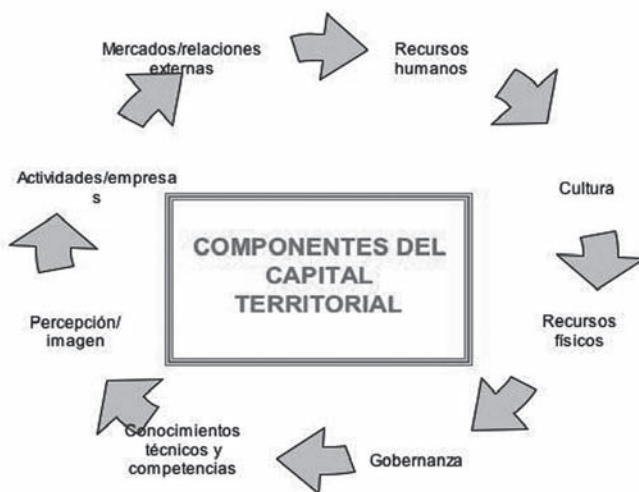 Mercados/relaciones
externas
Recursos
humanos
Cultura
Recursos
físicos
Gobernanza
Conocimientos
técnicos y
competencias
Percepción/
imagen
Actividades/empresa
s
COMPONENTES DEL
CAPITAL
TERRITORIAL